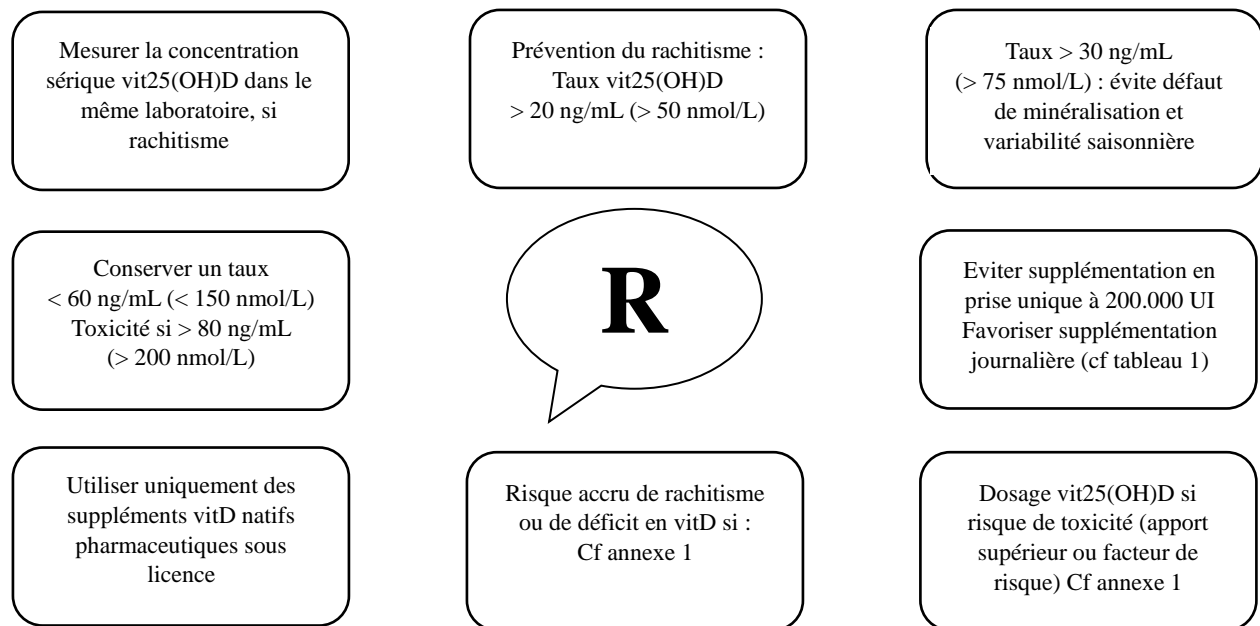 Mesurer la concentration
sérique vit25(OH)D dans le
même laboratoire, si
rachitisme
Prévention du rachitisme :
Taux vit25(OH)D
> 20 ng/mL (> 50 nmol/L)
Taux > 30 ng/mL
(> 75 nmol/L) : évite défaut
de minéralisation et
variabilité saisonnière
Conserver un taux
< 60 ng/mL (< 150 nmol/L)
Toxicité si > 80 ng/mL
(> 200 nmol/L)
R
Eviter supplémentation en
prise unique à 200.000 UI
Favoriser supplémentation
journalière (cf tableau 1)
Utiliser uniquement des
suppléments vitD natifs
pharmaceutiques sous
licence
Risque accru de rachitisme
ou de déficit en vitD si :
Cf annexe 1
Dosage vit25(OH)D si
risque de toxicité (apport
supérieur ou facteur de
risque) Cf annexe 1